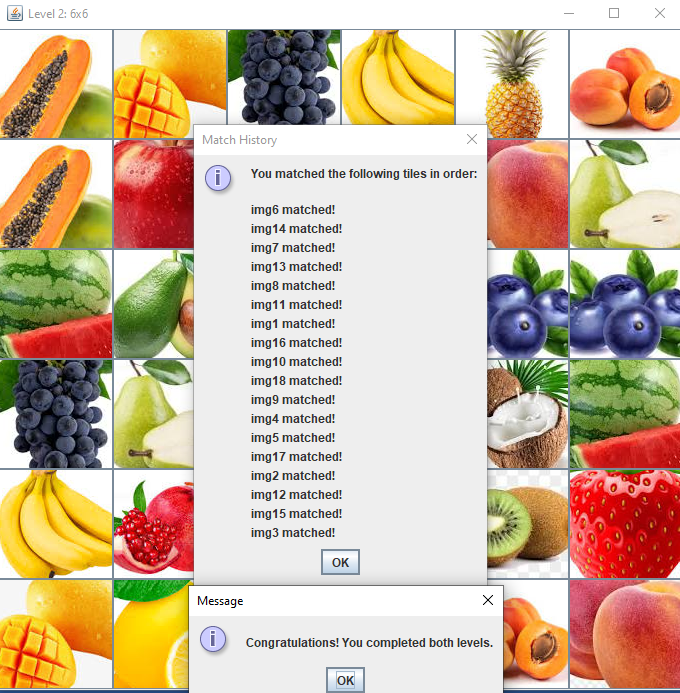 Level 2: 6x6
Match History
You matched the following tiles in order:
img6 matched!
img14 matched!
img7 matched!
img13 matched!
img8 matched!
img11 matched!
img1 matched!
img16 matched!
img10 matched!
img18 matched!
img9 matched!
img4 matched!
img5 matched!
img17 matched!
img2 matched!
img12 matched!
img15 matched!
img3 matched!
OK
Message
Congratulations! You completed both levels.
OK